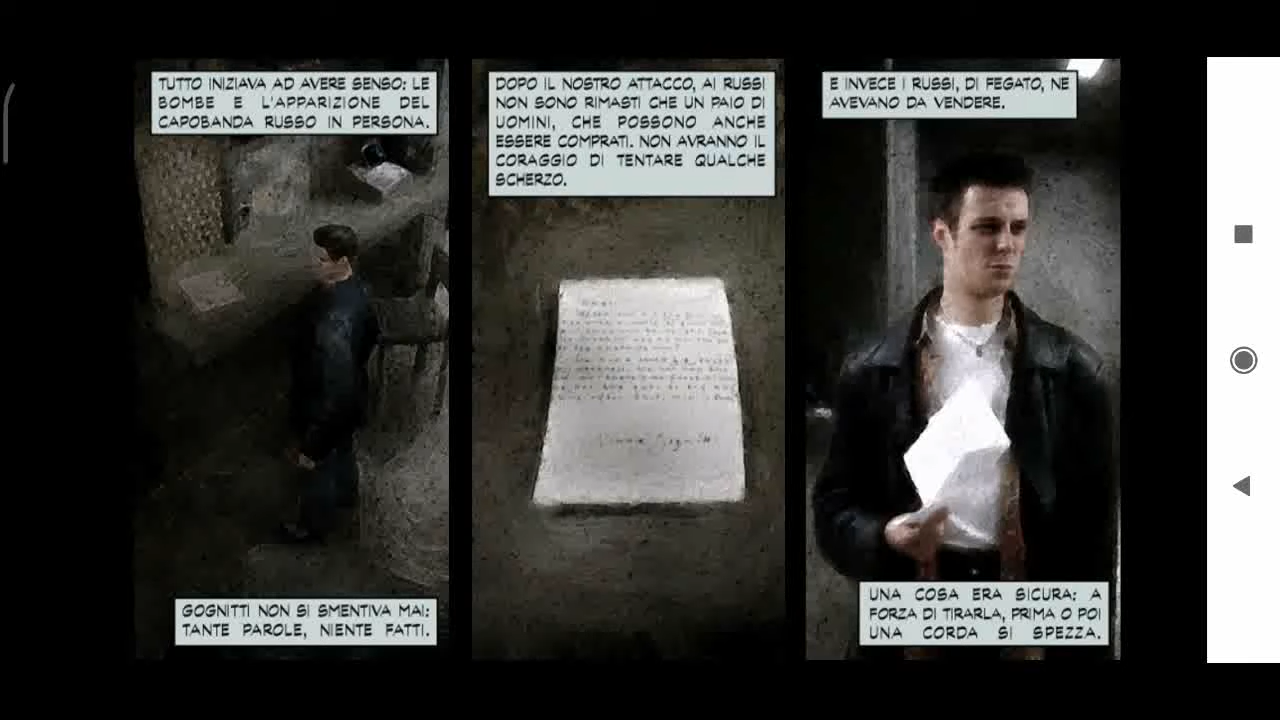 TUTTO INIZIAVA AD AVERE SENSO: LE
BOMBE E L'APPARIZIONE DEL
CAPOBANDA RUSSO IN PERSONA.
GOGNITTI NON SI SMENTIVA MAI:
TANTE PAROLE, NIENTE FATTI.
DOPO IL NOSTRO ATTACCO, AI RUSSI
NON SONO RIMASTI CHE UN PAIO DI
UOMINI, CHE POSSONO ANCHE
ESSERE COMPRATI. NON AVRANNO IL
CORAGGIO DI TENTARE QUALCHE
SCHERZO.
E INVECE I RUSSI, DI FEGATO, NE
AVEVANO DA VENDERE.
UNA COSA ERA SICURA: A
FORZA DI TIRARLA, PRIMA O POI
UNA CORDA SI SPEZZA.